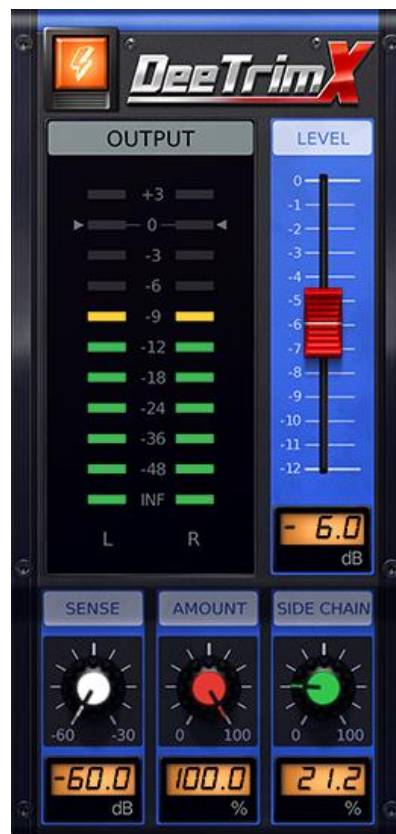 DeeTrimX
OUTPUT
LEVEL
+3
0
-3
-6
-9
-12
-18
-24
-36
-48
INF
L R
0
-1
-2
-3
-4
-5
-6
-7
-8
-9
-10
-11
-12
- 6.0
dB
SENSE AMOUNT SIDE CHAIN
-60 -30 0 100 0 100
-60.0 100.0 21.2
dB % %